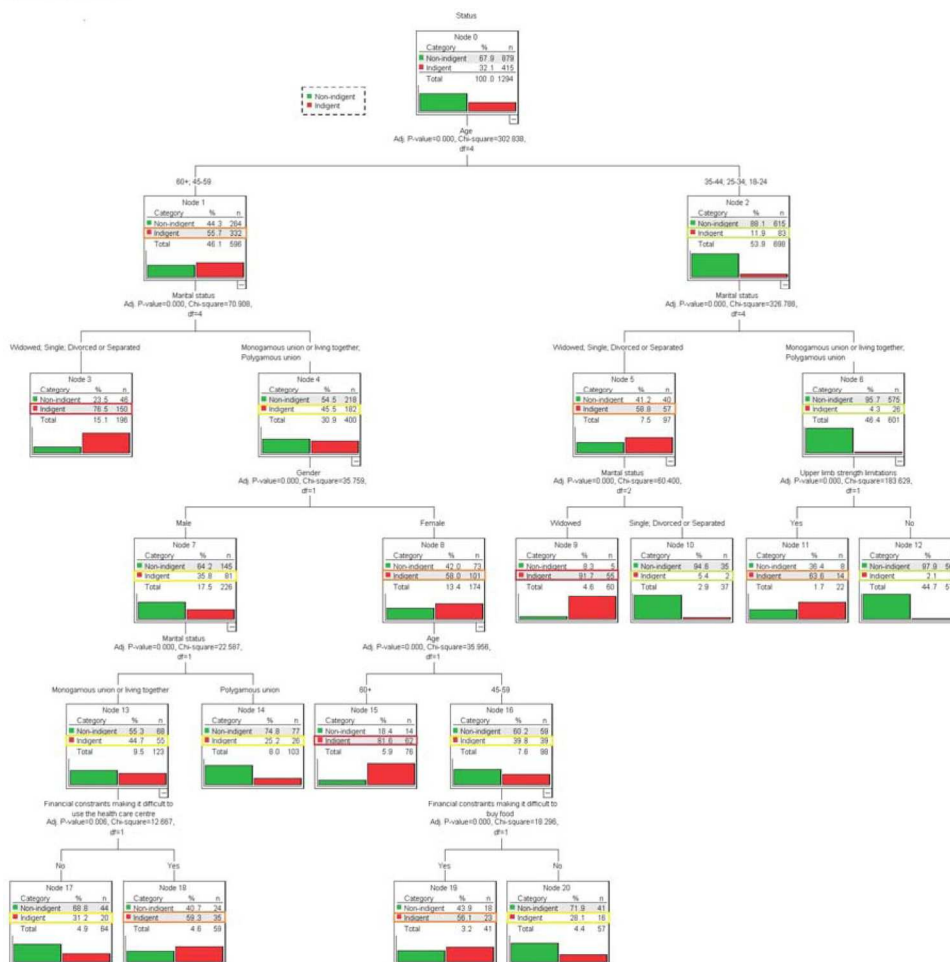 Status
Node 0
Category % n
Non-indigent 67.9 879
Indigent 32.1 415
Total 100.0 1294
Non-indigent
Indigent
Age
Adj. P-value=0.000, Chi-square=302.838,
df=4
60+; 45-59
35-44; 25-34; 18-24
Node 1
Category % n
Non-indigent 44.3 264
Indigent 55.7 332
Total 46.1 596
Node 2
Category % n
Non-indigent 88.1 615
Indigent 11.9 83
Total 53.9 698
Marital status
Adj. P-value=0.000, Chi-square=70.908,
df=4
Marital status
Adj. P-value=0.000, Chi-square=326.788,
df=4
Widowed; Single; Divorced or Separated
Monogamous union or living together;
Polygamous union
Widowed; Single; Divorced or Separated
Monogamous union or living together;
Polygamous union
Node 3
Category % n
Non-indigent 23.5 46
Indigent 76.5 150
Total 15.1 196
Node 4
Category % n
Non-indigent 54.5 218
Indigent 45.5 182
Total 30.9 400
Node 5
Category % n
Non-indigent 41.2 40
Indigent 58.8 57
Total 7.5 97
Node 6
Category % n
Non-indigent 95.7 575
Indigent 4.3 26
Total 46.4 601
Gender
Adj. P-value=0.000, Chi-square=35.759,
df=1
Marital status
Adj. P-value=0.000, Chi-square=60.400,
df=2
Upper limb strength limitations
Adj. P-value=0.000, Chi-square=183.629,
df=1
Male
Female
Widowed
Single; Divorced or Separated
Yes
No
Node 7
Category % n
Non-indigent 64.2 145
Indigent 35.8 81
Total 17.5 226
Node 8
Category % n
Non-indigent 42.0 73
Indigent 58.0 101
Total 13.4 174
Node 9
Category % n
Non-indigent 8.3 5
Indigent 91.7 55
Total 4.6 60
Node 10
Category % n
Non-indigent 94.6 35
Indigent 5.4 2
Total 2.9 37
Node 11
Category % n
Non-indigent 36.4 8
Indigent 63.6 14
Total 1.7 22
Node 12
Category %
Non-indigent 97.9
Indigent 2.1
Total 44.7
Marital status
Adj. P-value=0.000, Chi-square=22.587,
df=1
Age
Adj. P-value=0.000, Chi-square=35.956,
df=1
Monogamous union or living together
Polygamous union
60+
45-59
Node 13
Category % n
Non-indigent 55.3 68
Indigent 44.7 55
Total 9.5 123
Node 14
Category % n
Non-indigent 74.8 77
Indigent 25.2 26
Total 8.0 103
Node 15
Category % n
Non-indigent 18.4 14
Indigent 81.6 62
Total 5.9 76
Node 16
Category % n
Non-indigent 60.2 59
Indigent 39.8 39
Total 7.6 98
Financial constraints making it difficult to
use the health care centre
Adj. P-value=0.006, Chi-square=12.667,
df=1
Financial constraints making it difficult to
buy food
Adj. P-value=0.000, Chi-square=19.296,
df=1
No
Yes
Yes
No
Node 17
Category % n
Non-indigent 68.8 44
Indigent 31.2 20
Total 4.9 64
Node 18
Category % n
Non-indigent 40.7 24
Indigent 59.3 35
Total 4.6 59
Node 19
Category % n
Non-indigent 43.9 18
Indigent 56.1 23
Total 3.2 41
Node 20
Category % n
Non-indigent 71.9 41
Indigent 28.1 16
Total 4.4 57